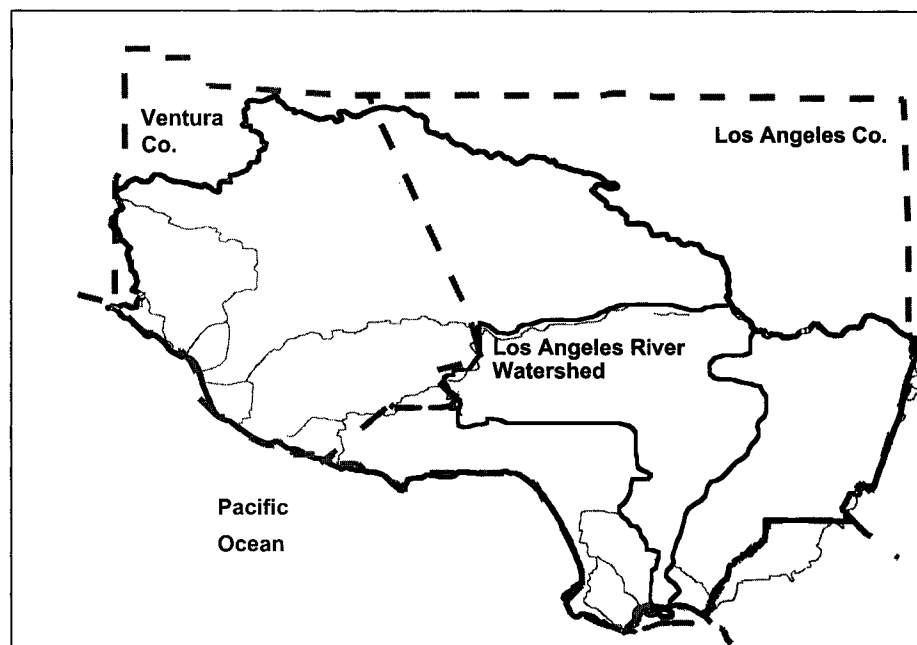 Ventura
Co.
Los Angeles Co.
Los Angeles River
Watershed
Pacific
Ocean